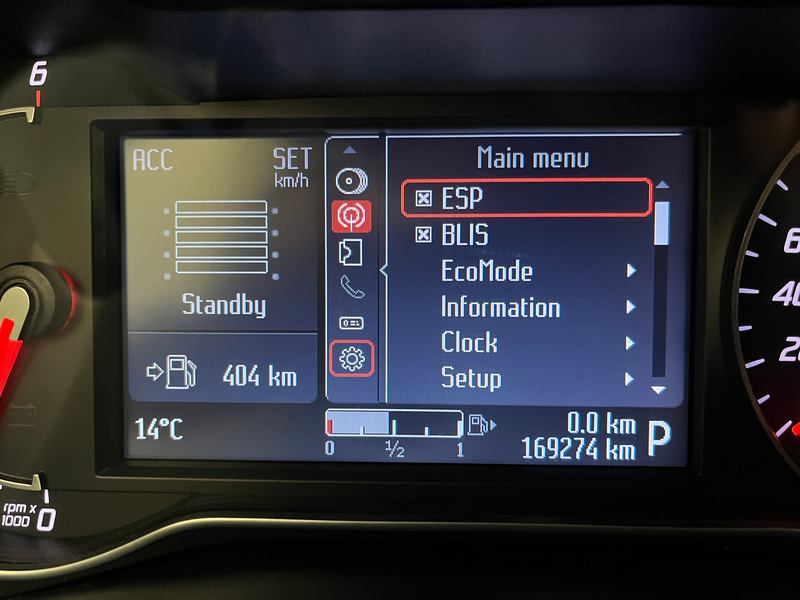 6
ACC
SET
km/h
Standby
404 km
Main menu
ESP
BLIS
EcoMode
Information
Clock
Setup
14°C
0 1/2 1
0.0 km
169274 km
P
rpm x
1000 0